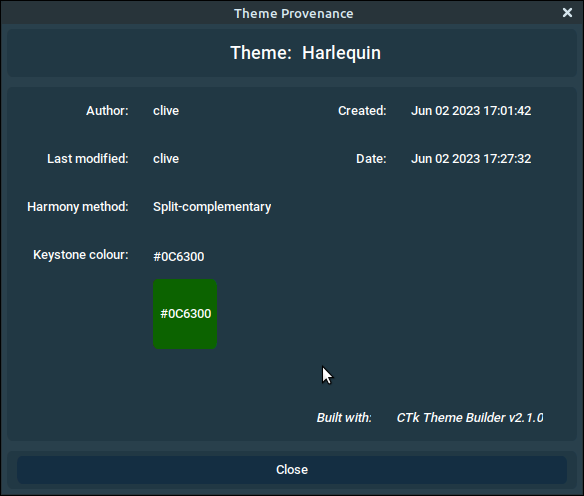 Theme Provenance
Theme: Harlequin
Author: clive Created: Jun 02 2023 17:01:42
Last modified: clive Date: Jun 02 2023 17:27:32
Harmony method: Split-complementary
Keystone colour: #0C6300
#0C6300
Built with: CTk Theme Builder v2.1.0
Close